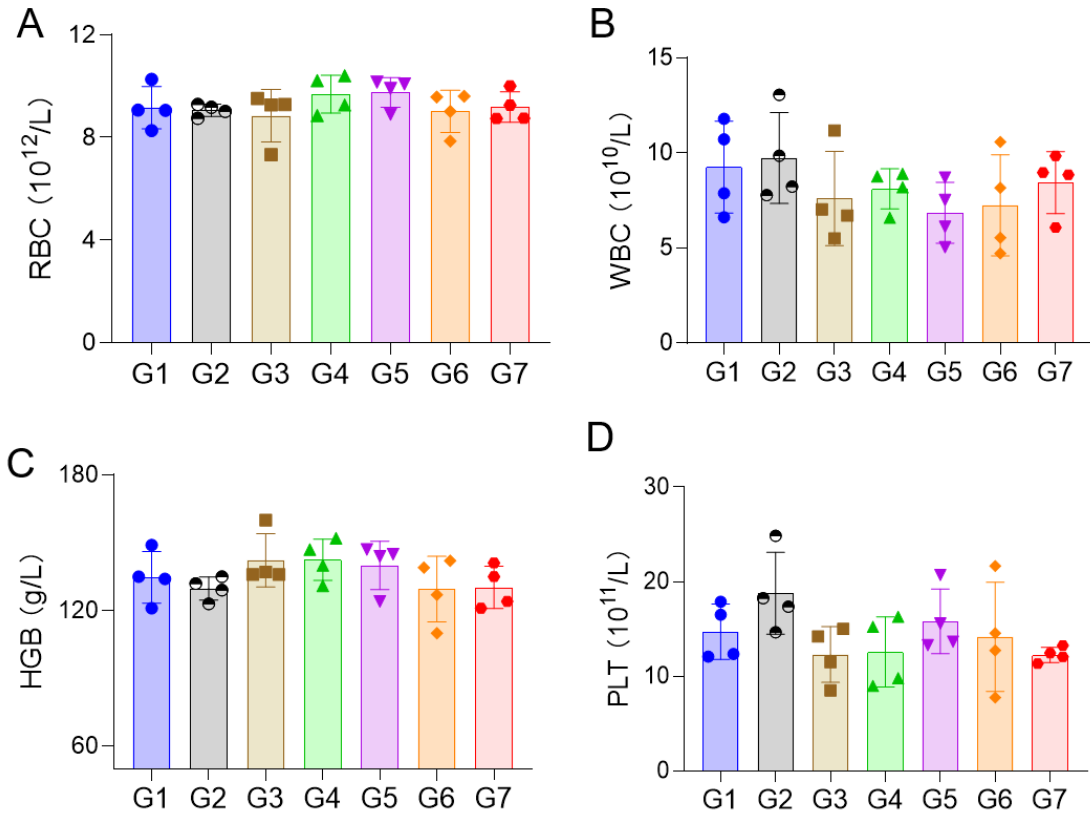 A
RBC (10¹²/L)
12
8
4
0
G1 G2 G3 G4 G5 G6 G7
B
WBC (10¹⁰/L)
15
10
5
0
G1 G2 G3 G4 G5 G6 G7
C
HGB (g/L)
180
120
60
G1 G2 G3 G4 G5 G6 G7
D
PLT (10¹¹/L)
30
20
10
0
G1 G2 G3 G4 G5 G6 G7